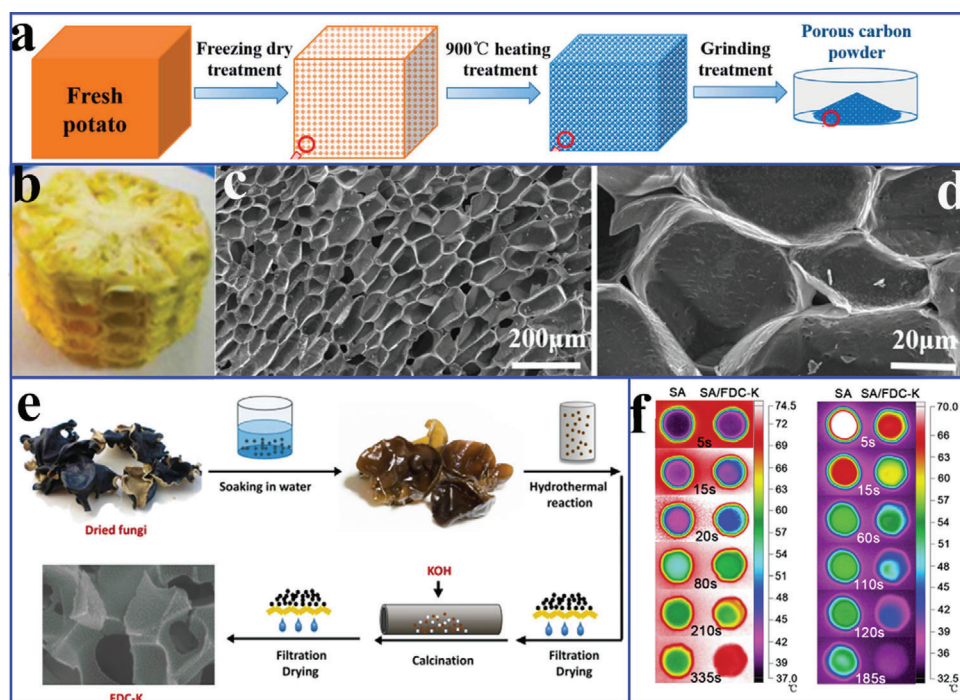 a
Fresh
potato
Freezing dry
treatment
900℃ heating
treatment
Grinding
treatment
Porous carbon
powder
b
c
200μm
d
20μm
e
Dried fungi
Soaking in water
Hydrothermal
reaction
Filtration
Drying
KOH
Calcination
Filtration
Drying
FDC-K
f
SA SA/FDC-K
5s
15s
20s
80s
210s
335s
74.5
72
69
66
63
60
57
54
51
48
45
42
39
37.0
℃
SA SA/FDC-K
5s
15s
60s
110s
120s
185s
70.0
66
63
60
57
54
51
48
45
42
39
36
32.5
℃